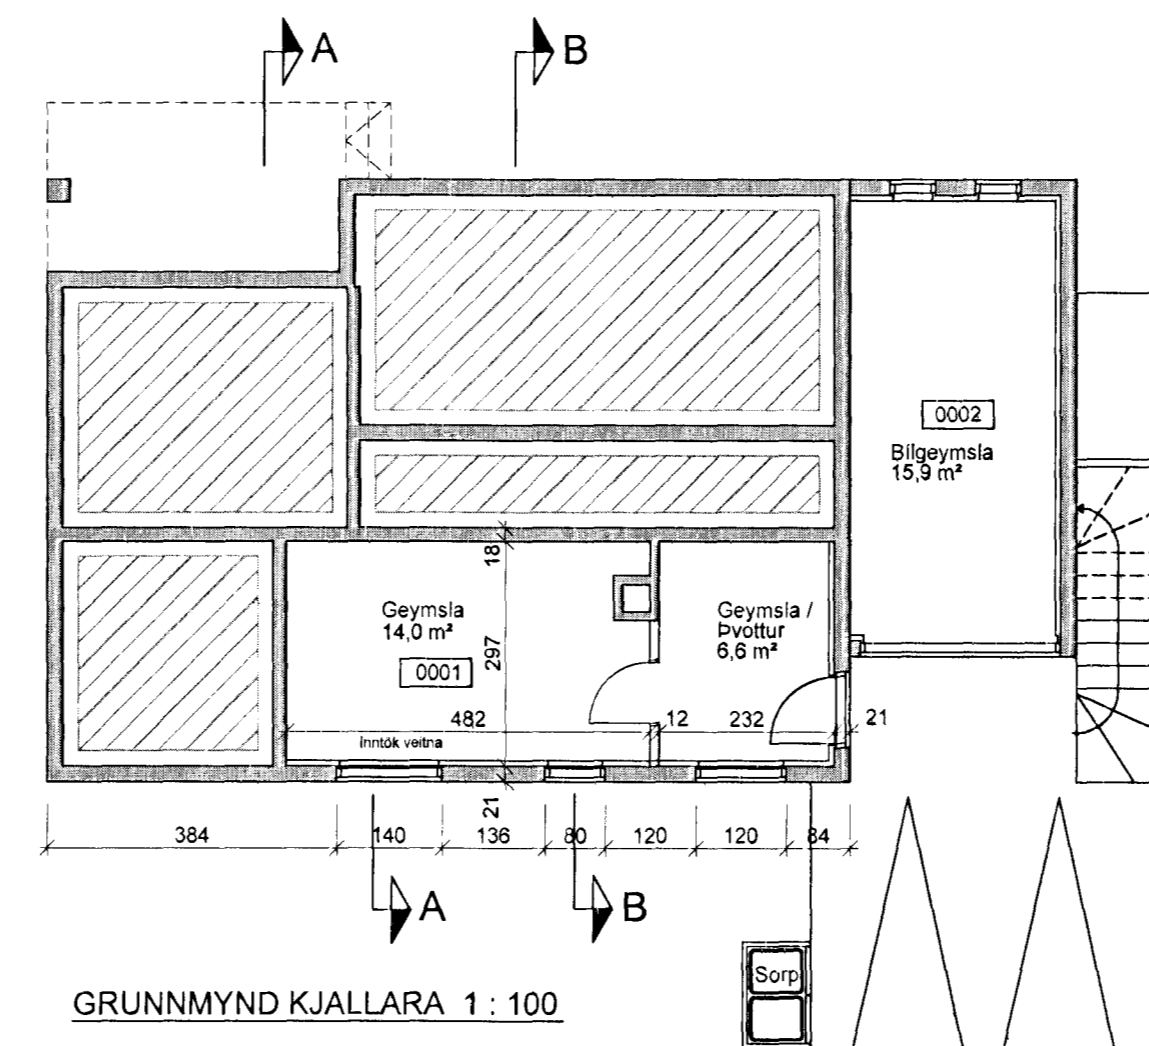 A
B
0002
Bílgeymsla
15,9 m²
18
Geymsla
14,0 m²
0001
297
Geymsla /
Þvottur
6,6 m²
482
12
232
21
Inntök veitna
21
384
140
136
80
120
120
84
A
B
Sorp
GRUNNMYND KJALLARA 1 : 100